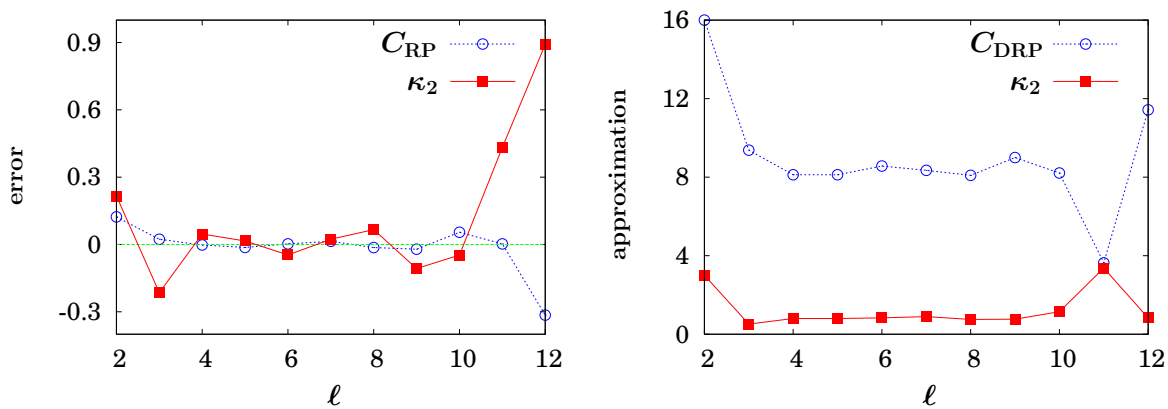 error
0.9
0.6
0.3
0
-0.3
C_RP
κ_2
2 4 6 8 10 12
ℓ
approximation
16
12
8
4
0
C_DRP
κ_2
2 4 6 8 10 12
ℓ